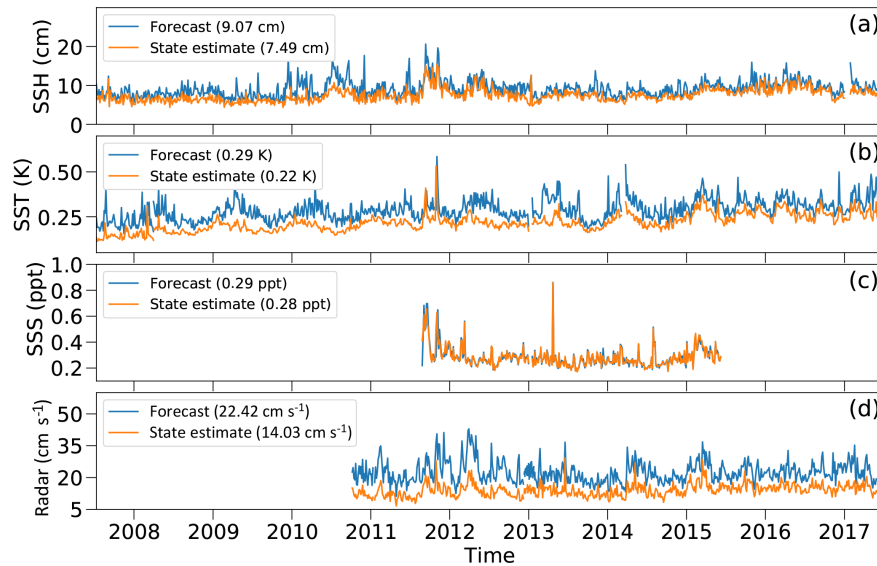 (a)
Forecast (9.07 cm)
State estimate (7.49 cm)
SSH (cm)
20
10
0
(b)
Forecast (0.29 K)
State estimate (0.22 K)
SST (K)
0.50
0.25
(c)
Forecast (0.29 ppt)
State estimate (0.28 ppt)
SSS (ppt)
1.0
0.8
0.6
0.4
0.2
(d)
Forecast (22.42 cm s⁻¹)
State estimate (14.03 cm s⁻¹)
Radar (cm s⁻¹)
50
35
20
5
2008 2009 2010 2011 2012 2013 2014 2015 2016 2017
Time